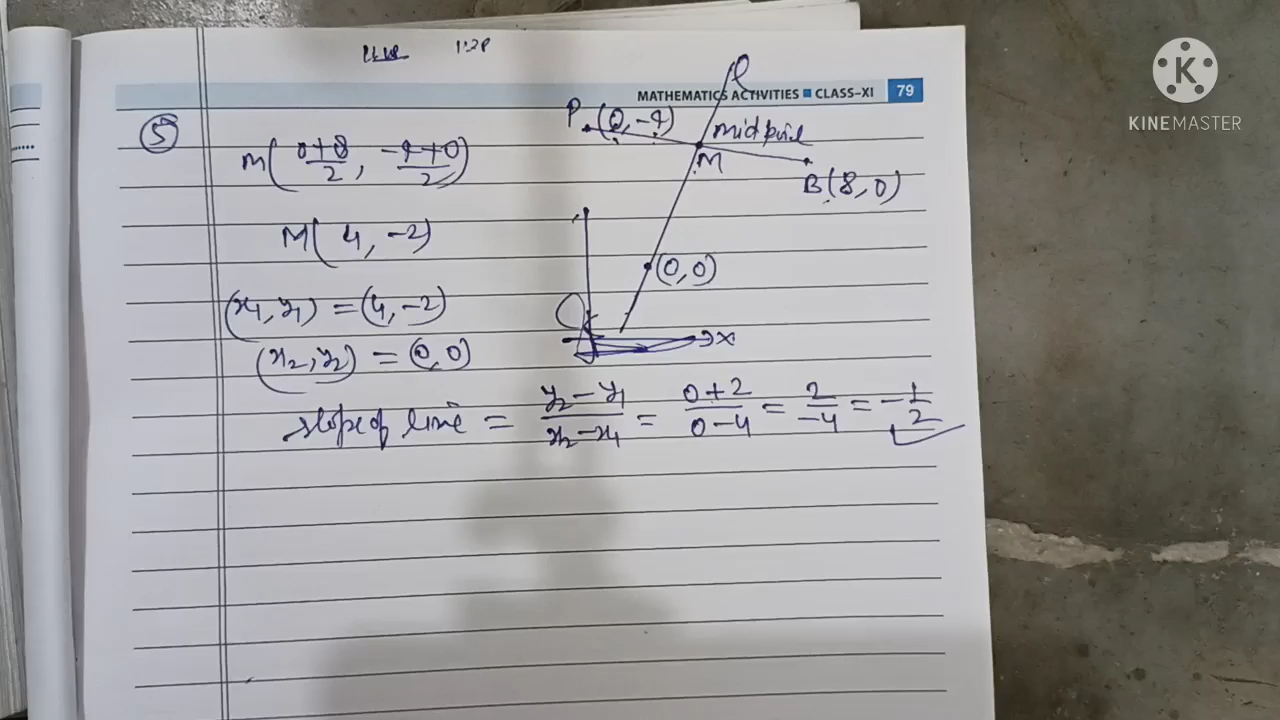 1:28
l
MATHEMATICS ACTIVITIES ■ CLASS-XI 79
K
KINEMASTER
P (0, -4)
M
B(8, 0)
(5)
M( 0+8/2 , -4+0/2 )
M( 4, -2)
(0, 0)
(x1, y1) = (4, -2)
x
(x2, y2) = (0, 0)
slope of line = y2 - y1 / x2 - x1 = 0+2 / 0-4 = 2 / -4 = - 1/2